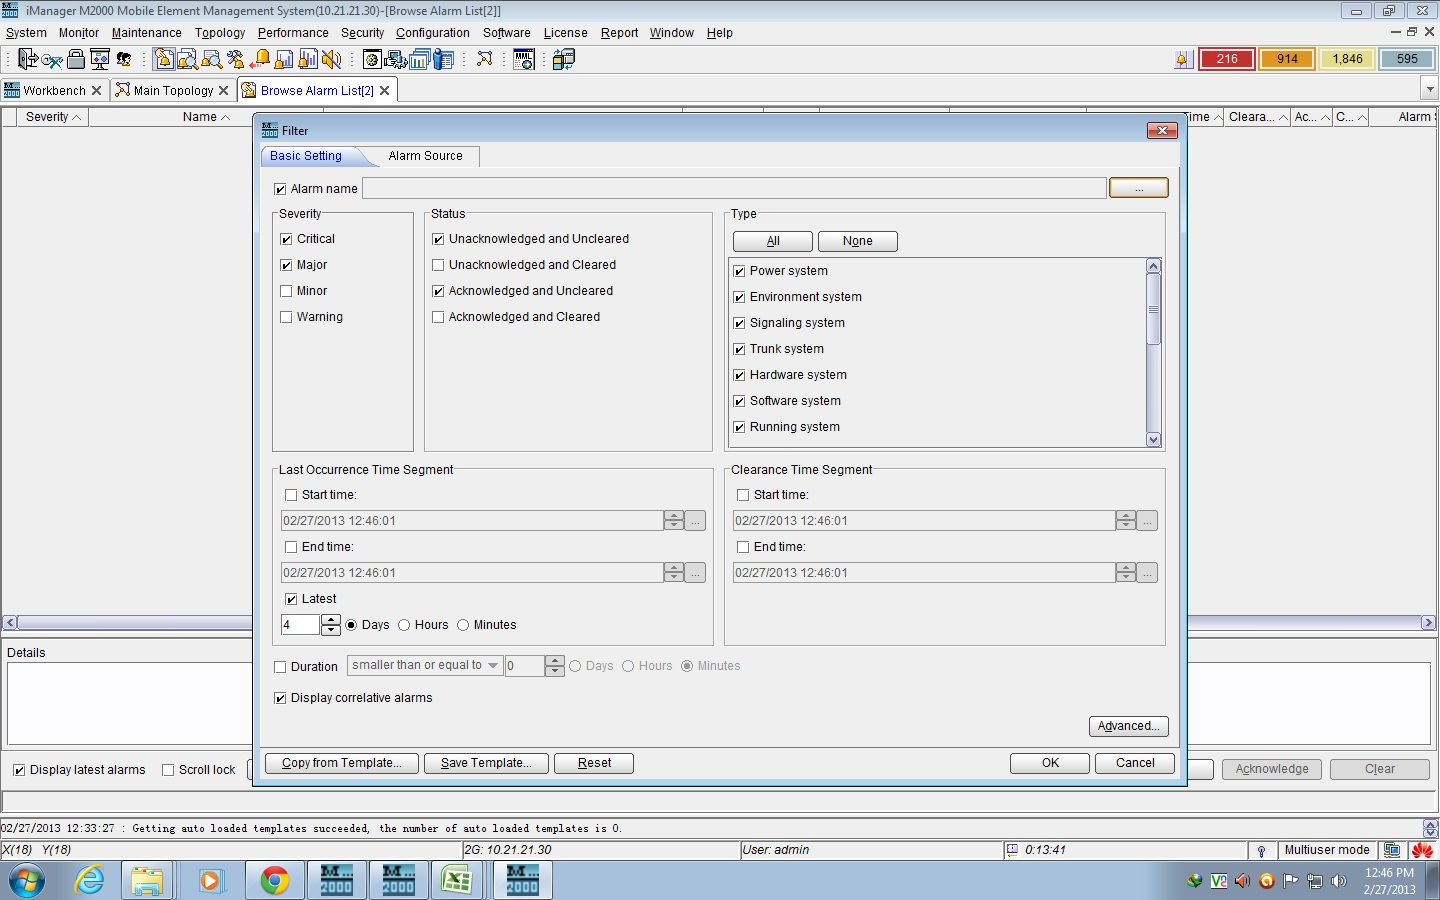 iManager M2000 Mobile Element Management System(10.21.21.30)-[Browse Alarm List[2]]
System Monitor Maintenance Topology Performance Security Configuration Software License Report Window Help
216 914 1,846 595
Workbench Main Topology Browse Alarm List[2]
Severity Name Time Cleara... Ac... C... Alarm
Filter
Basic Setting Alarm Source
Alarm name ...
Severity Status Type
All None
Critical Unacknowledged and Uncleared Power system
Major Unacknowledged and Cleared Environment system
Minor Acknowledged and Uncleared Signaling system
Warning Acknowledged and Cleared Trunk system
Hardware system
Software system
Running system
Last Occurrence Time Segment Clearance Time Segment
Start time: Start time:
02/27/2013 12:46:01 ... 02/27/2013 12:46:01 ...
End time: End time:
02/27/2013 12:46:01 ... 02/27/2013 12:46:01 ...
Latest
4 Days Hours Minutes
Details
Duration smaller than or equal to 0 Days Hours Minutes
Display correlative alarms
Advanced...
Copy from Template... Save Template... Reset OK Cancel
Display latest alarms Scroll lock Acknowledge Clear
02/27/2013 12:33:27 : Getting auto loaded templates succeeded, the number of auto loaded templates is 0.
X(18) Y(18) 2G: 10.21.21.30 User: admin 0:13:41 Multiuser mode
M 2000 M 2000 M 2000
12:46 PM
2/27/2013